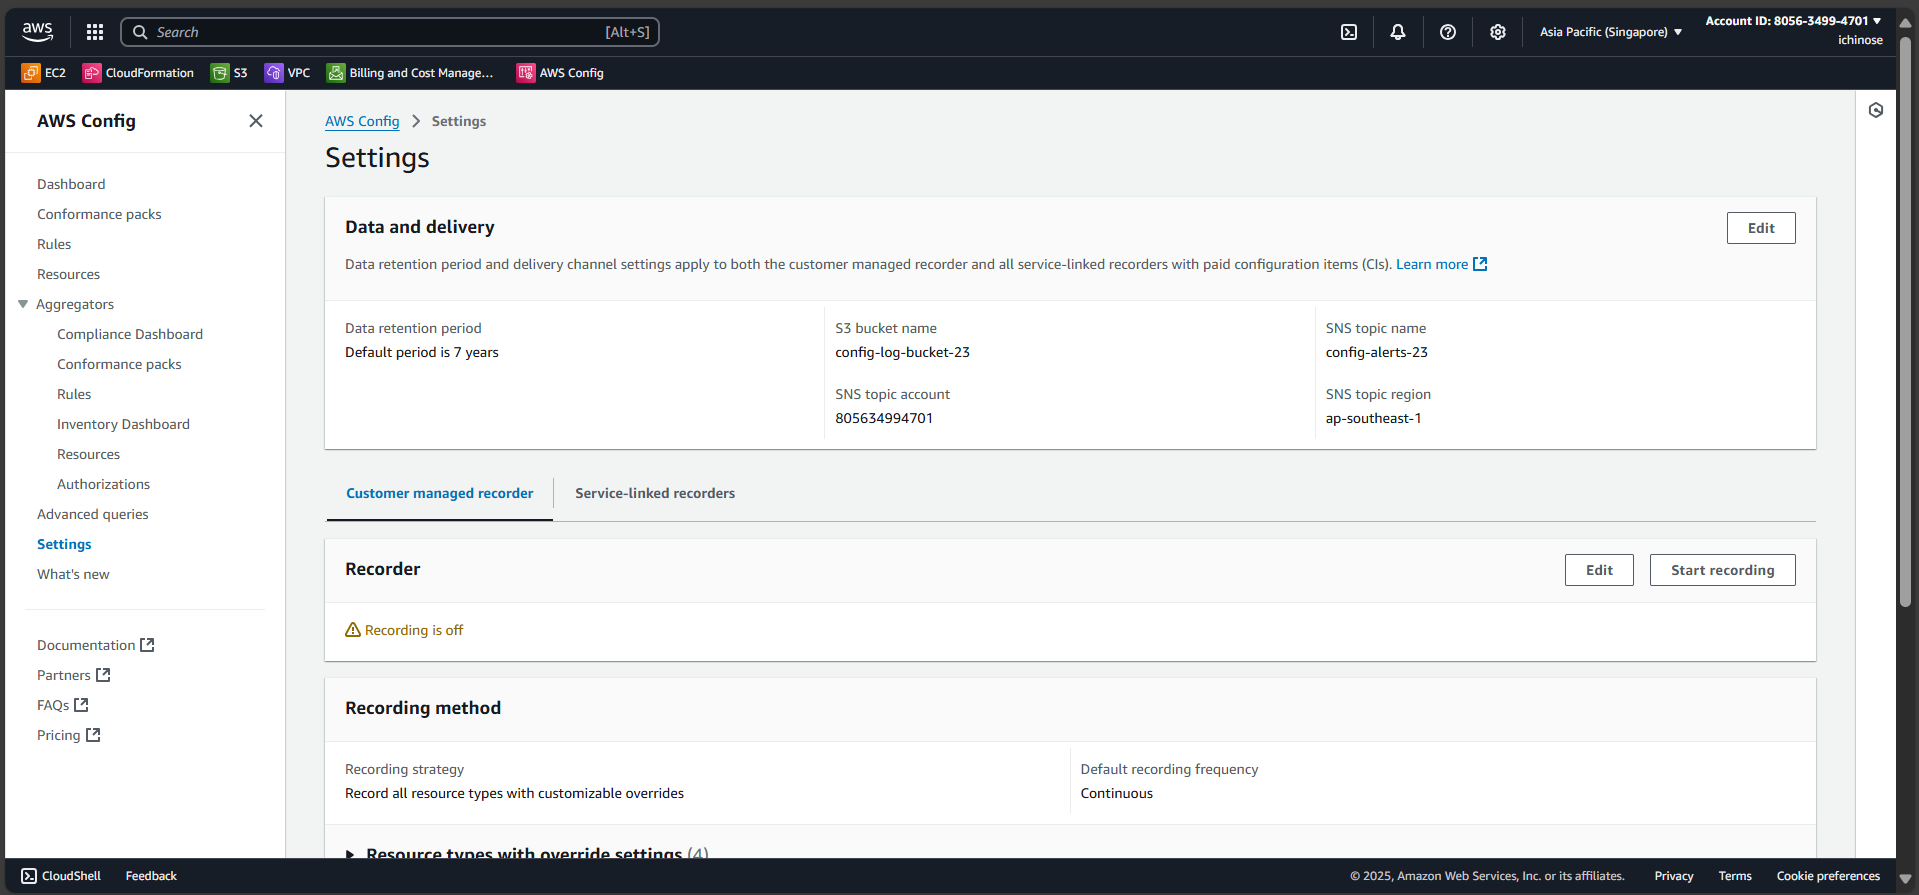 aws
Search [Alt+S]
Asia Pacific (Singapore)
Account ID: 8056-3499-4701
ichinose
EC2 CloudFormation S3 VPC Billing and Cost Manage... AWS Config
AWS Config
Dashboard
Conformance packs
Rules
Resources
Aggregators
Compliance Dashboard
Conformance packs
Rules
Inventory Dashboard
Resources
Authorizations
Advanced queries
Settings
What's new
Documentation
Partners
FAQs
Pricing
AWS Config > Settings
Settings
Data and delivery
Edit
Data retention period and delivery channel settings apply to both the customer managed recorder and all service-linked recorders with paid configuration items (CIs). Learn more
Data retention period
Default period is 7 years
S3 bucket name
config-log-bucket-23
SNS topic account
805634994701
SNS topic name
config-alerts-23
SNS topic region
ap-southeast-1
Customer managed recorder
Service-linked recorders
Recorder
Edit
Start recording
Recording is off
Recording method
Recording strategy
Record all resource types with customizable overrides
Default recording frequency
Continuous
Resource types with override settings (4)
CloudShell Feedback
© 2025, Amazon Web Services, Inc. or its affiliates. Privacy Terms Cookie preferences